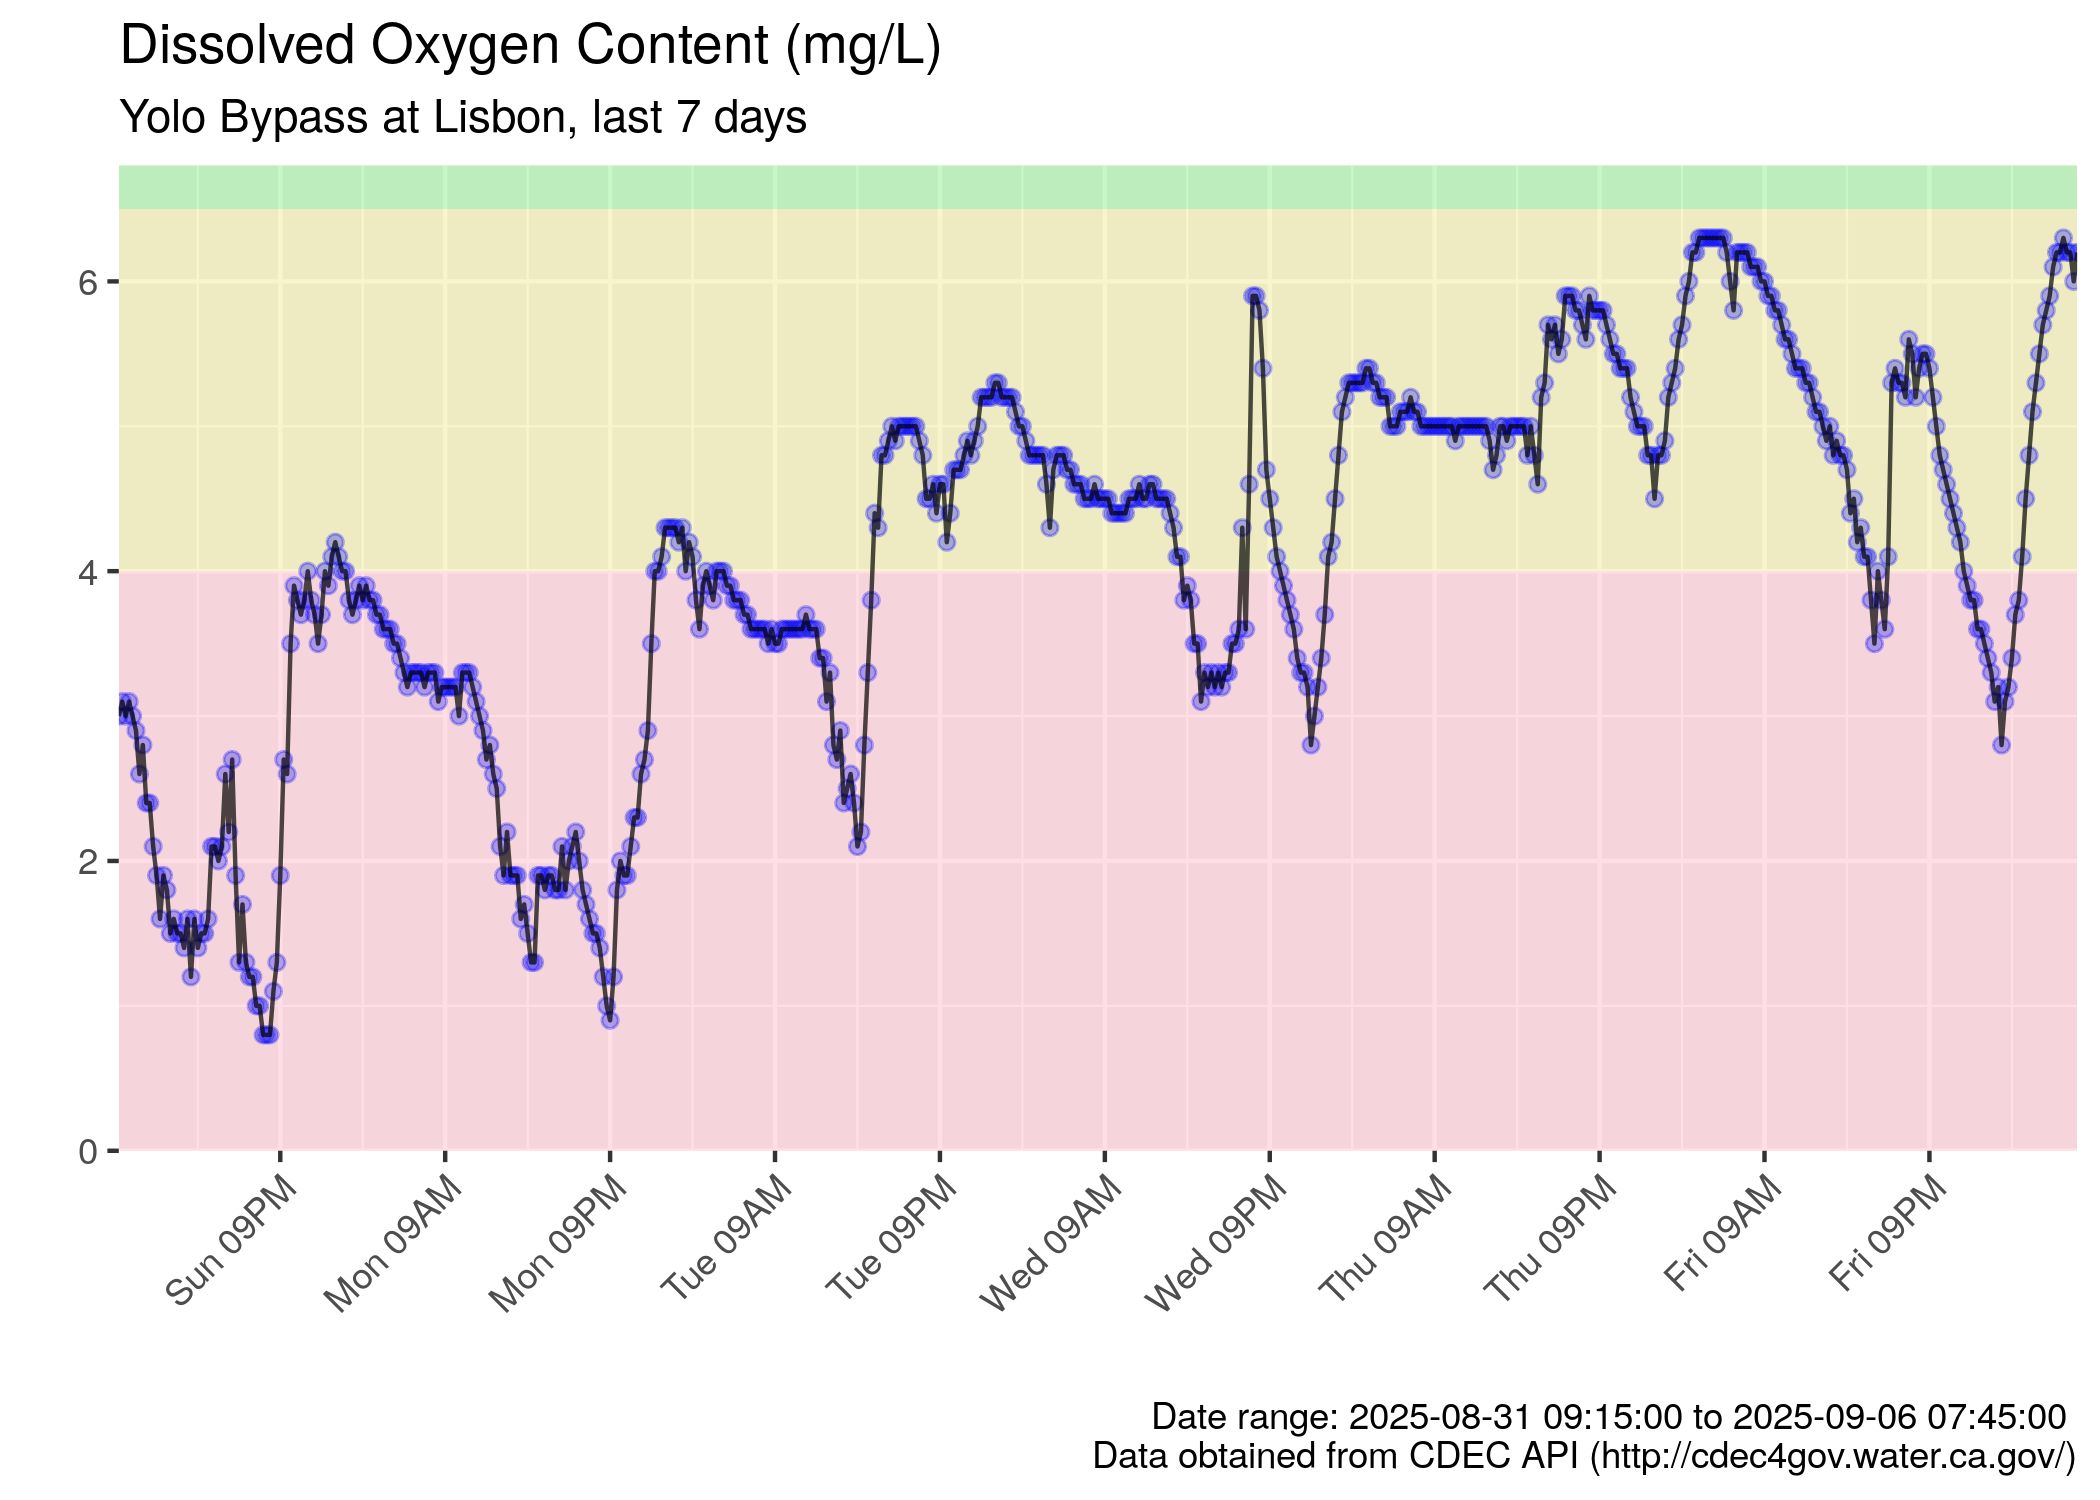 Dissolved Oxygen Content (mg/L)
Yolo Bypass at Lisbon, last 7 days
6
4
2
0
Sun 09PM
Mon 09AM
Mon 09PM
Tue 09AM
Tue 09PM
Wed 09AM
Wed 09PM
Thu 09AM
Thu 09PM
Fri 09AM
Fri 09PM
Date range: 2025-08-31 09:15:00 to 2025-09-06 07:45:00
Data obtained from CDEC API (http://cdec4gov.water.ca.gov/)